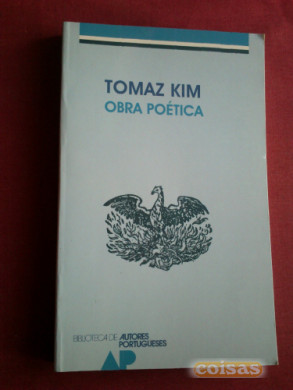 TOMAZ KIM
OBRA POÉTICA
BIBLIOTECA DE AUTORES
PORTUGUESES
AP
coisas